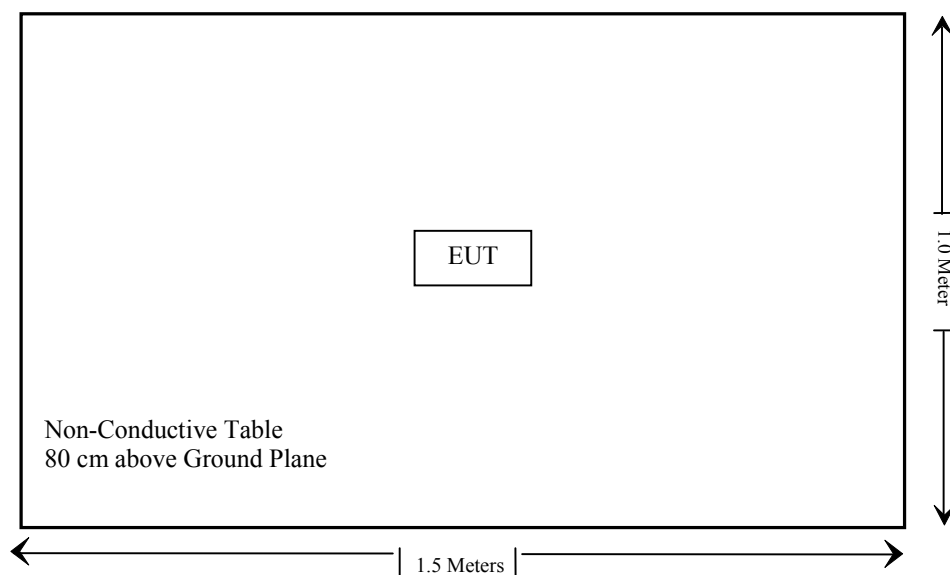 EUT
1.0 Meter
Non-Conductive Table
80 cm above Ground Plane
1.5 Meters